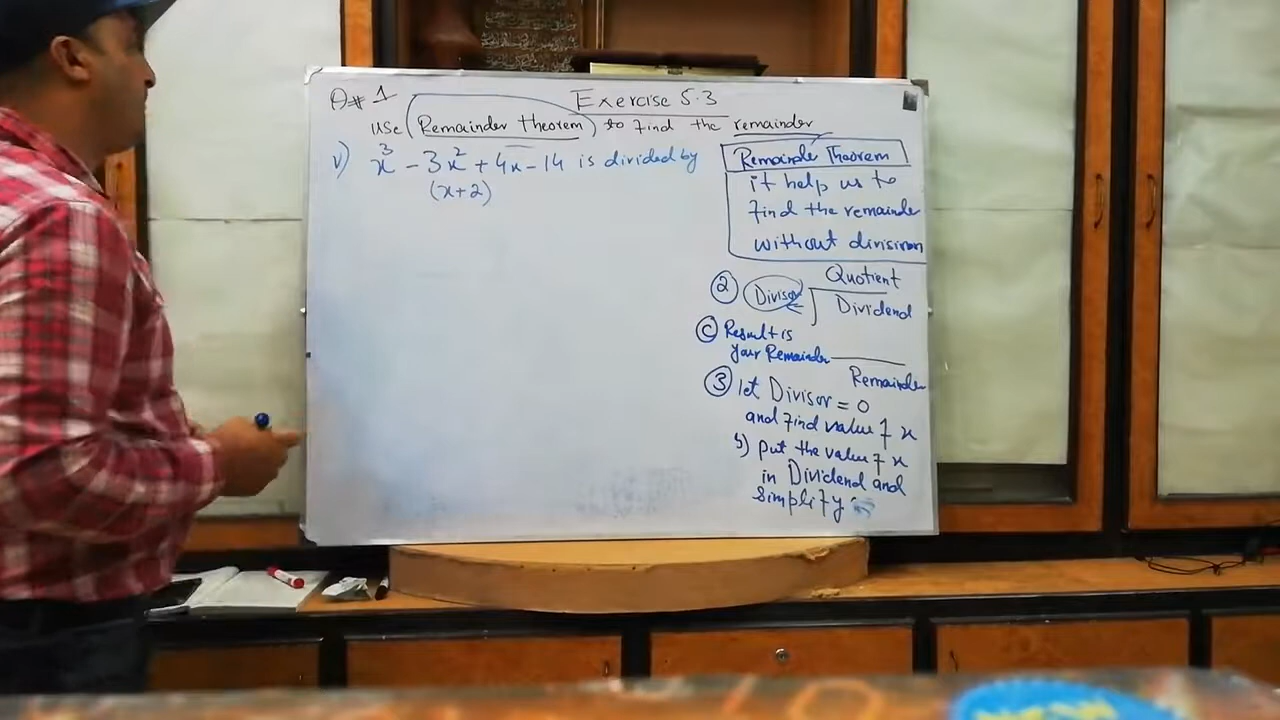 Q# 1 Exercise 5.3
Use (Remainder theorem) to find the remainder
v) x³ - 3x² + 4x - 14 is divided by
(x+2)
Remainder Theorem
it help us to
find the remainder
without division
② Divisor Quotient
Dividend
Ⓒ Result is
your Remainder
Remainder
③ let Divisor = 0
and find value of x
b) put the value of x
in Dividend and
simplify